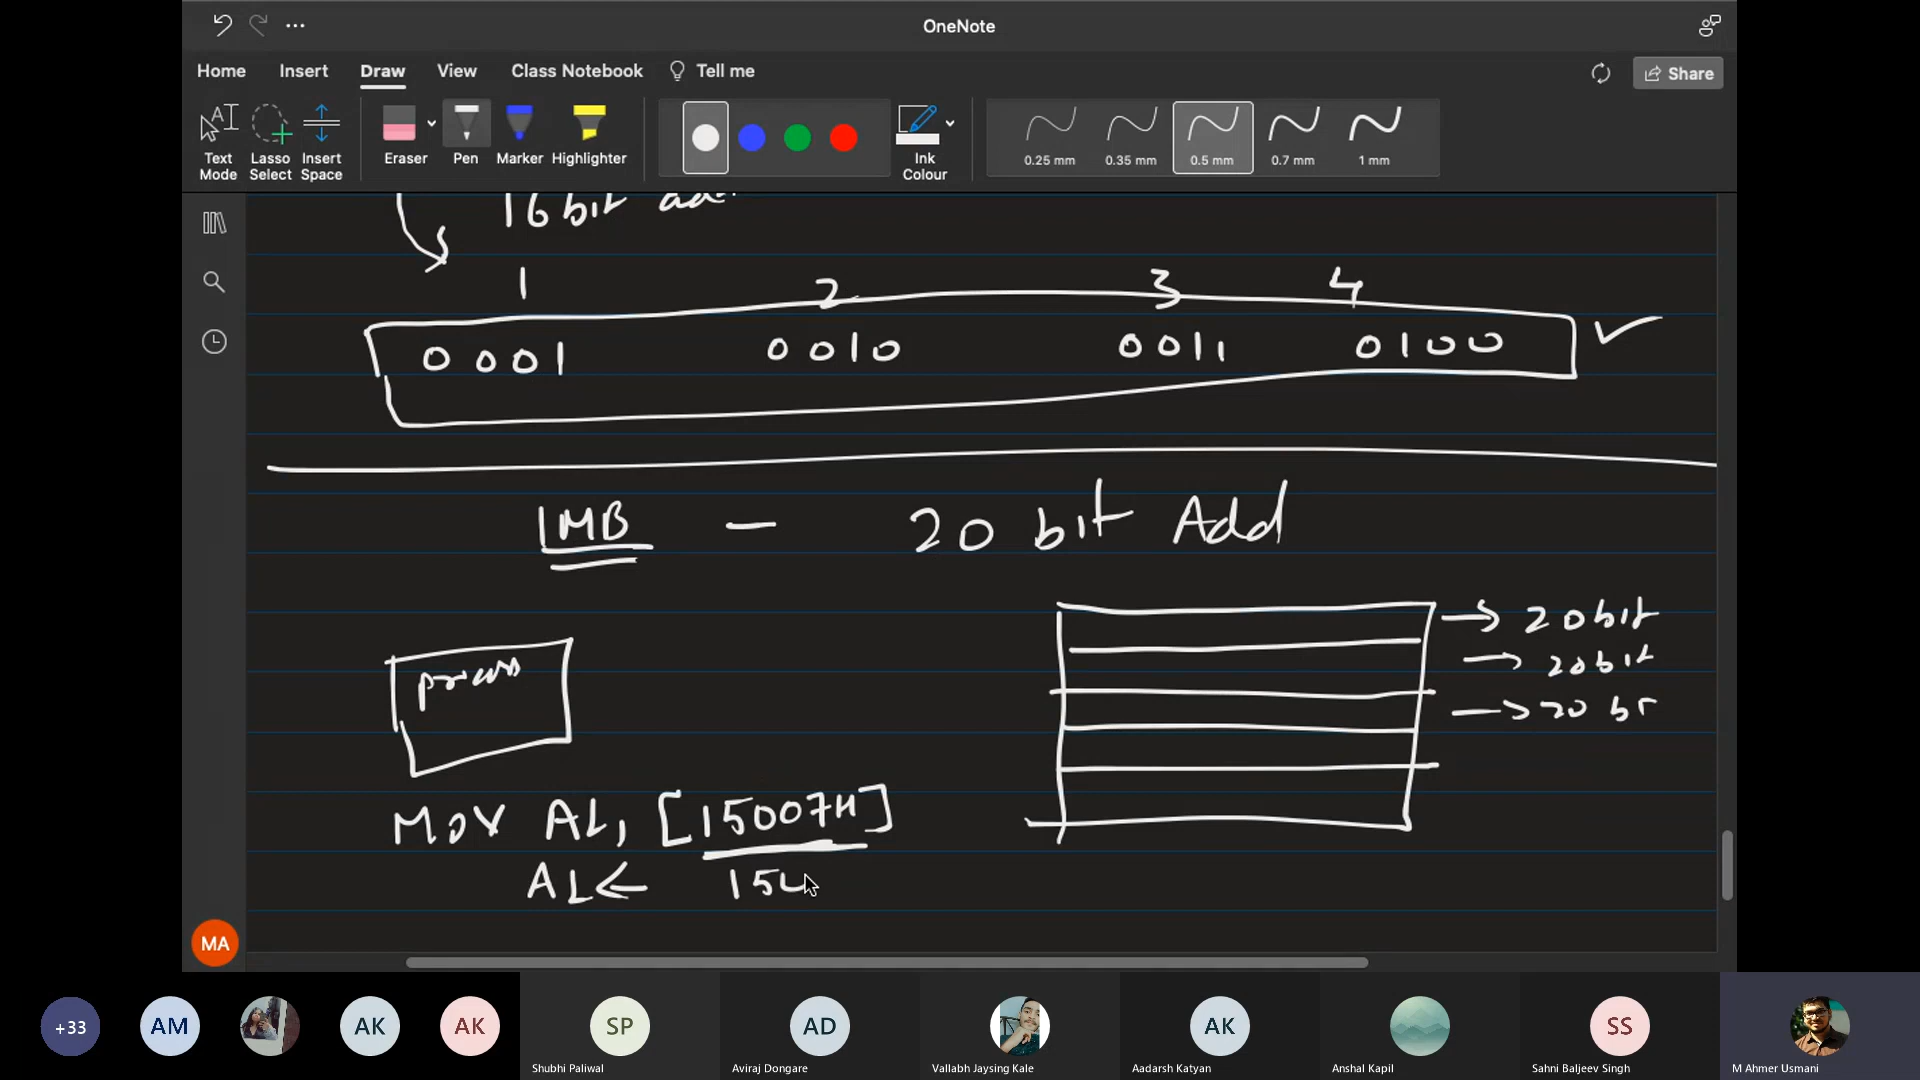 OneNote
Home Insert Draw View Class Notebook Tell me
Share
Text Mode
Lasso Select
Insert Space
Eraser
Pen
Marker
Highlighter
Ink Colour
0.25 mm
0.35 mm
0.5 mm
0.7 mm
1 mm
16 bit
1 2 3 4
0001 0010 0011 0100
1MB - 20 bit Add
→ 20 bit
→ 20 bit
→ 20
MOV AL, [15007H]
AL ←
MA
+33
AM
AK
AK
SP
Shubhi Paliwal
AD
Aviraj Dongare
Vallabh Jaysing Kale
AK
Aadarsh Katyan
Anshal Kapil
SS
Sahni Baljeev Singh
M Ahmer Usmani